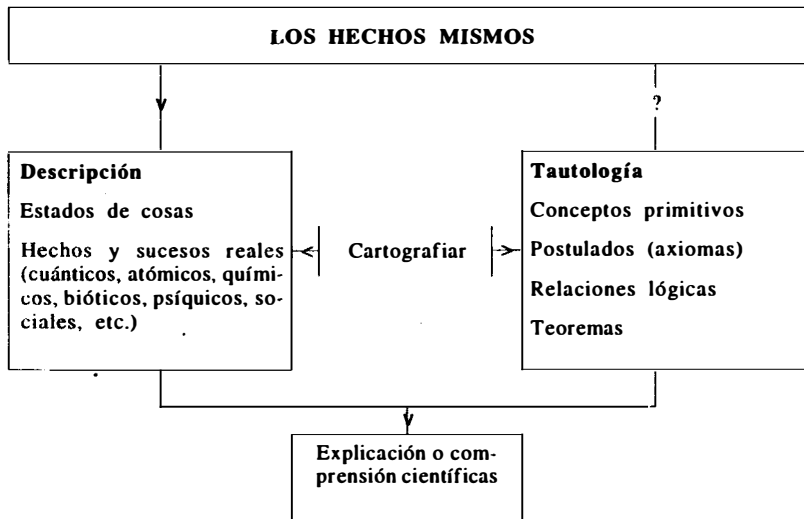 LOS HECHOS MISMOS
?
Descripción
Estados de cosas
Hechos y sucesos reales
(cuánticos, atómicos, quími-
cos, bióticos, psíquicos, so-
ciales, etc.)
Cartografiar
Tautología
Conceptos primitivos
Postulados (axiomas)
Relaciones lógicas
Teoremas
Explicación o com-
prensión científicas